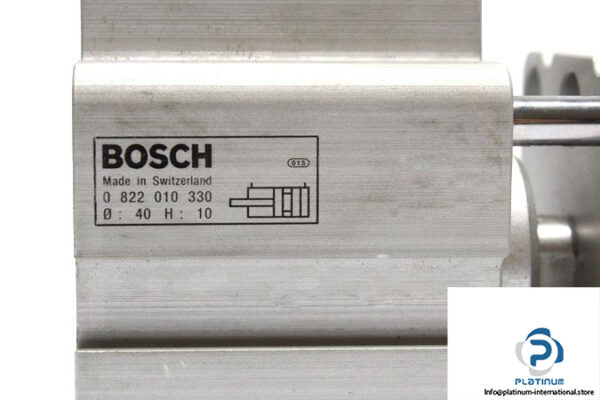 BOSCH
015
Made in Switzerland
0 822 010 330
Ø : 40 H : 10
PLATINUM
Info@platinum-international.store